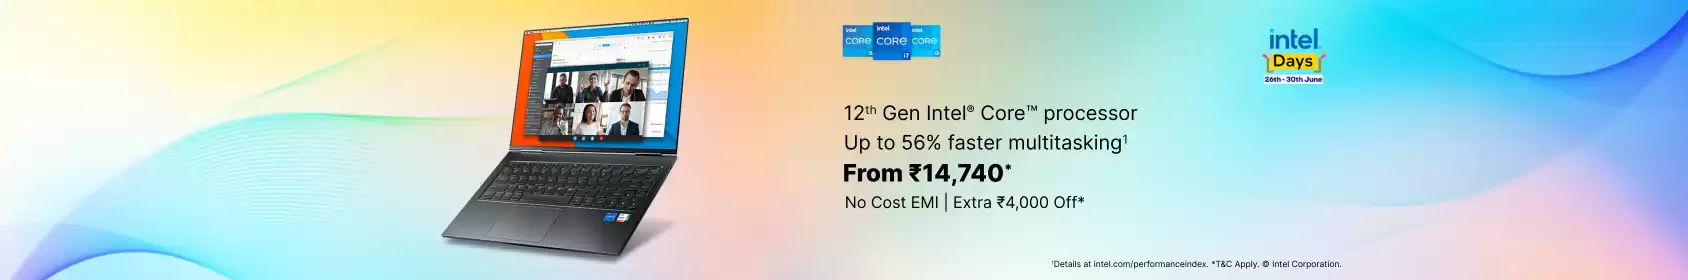 intel
CORE
intel
CORE
i7
intel
CORE
12th Gen Intel® Core™ processor
Up to 56% faster multitasking1
From ₹14,740*
No Cost EMI | Extra ₹4,000 Off*
intel.
Days
26th - 30th June
1Details at intel.com/performanceindex. *T&C Apply. © Intel Corporation.